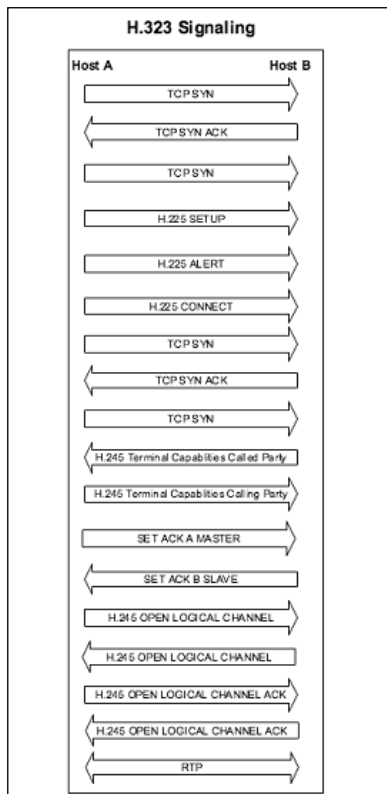 H.323 Signaling
Host A Host B
TCP SYN
TCP SYN ACK
TCP SYN
H.225 SETUP
H.225 ALERT
H.225 CONNECT
TCP SYN
TCP SYN ACK
TCP SYN
H.245 Terminal Capablities Called Party
H.245 Terminal Capablities Calling Party
SET ACK A MASTER
SET ACK B SLAVE
H.245 OPEN LOGICAL CHANNEL
H.245 OPEN LOGICAL CHANNEL
H.245 OPEN LOGICAL CHANNEL ACK
H.245 OPEN LOGICAL CHANNEL ACK
RTP